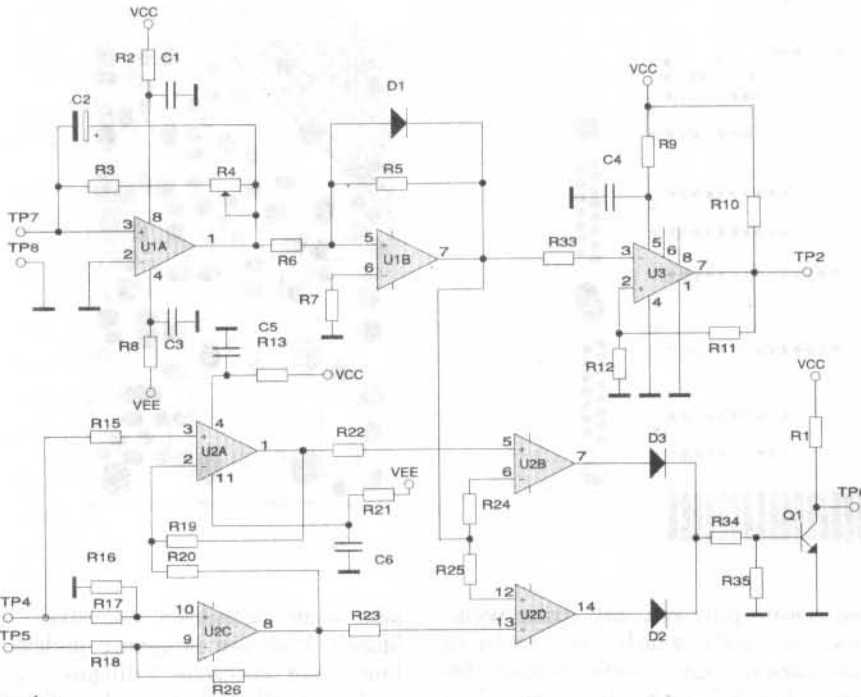 VCC
R2
C1
C2
R3
R4
TP7
TP8
3
2
8
4
1
U1A
R8
C3
VEE
R6
D1
R5
5
6
7
U1B
R7
VCC
R9
C4
R10
R33
3
2
5
6
8
7
1
4
U3
TP2
R11
R12
C5
R13
VCC
R15
3
2
4
11
1
U2A
R22
VEE
R21
C6
R19
R20
R16
TP4
R17
TP5
R18
10
9
8
U2C
R23
R26
5
6
7
U2B
R24
R25
12
13
14
U2D
D3
D2
VCC
R1
Q1
R34
R35